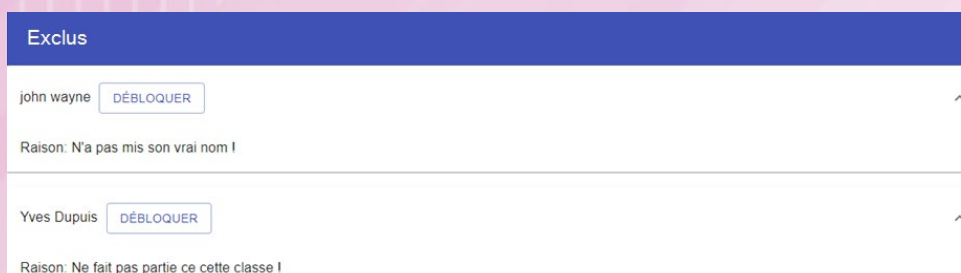 Exclus
john wayne DÉBLOQUER
Raison: N'a pas mis son vrai nom !
Yves Dupuis DÉBLOQUER
Raison: Ne fait pas partie ce cette classe !